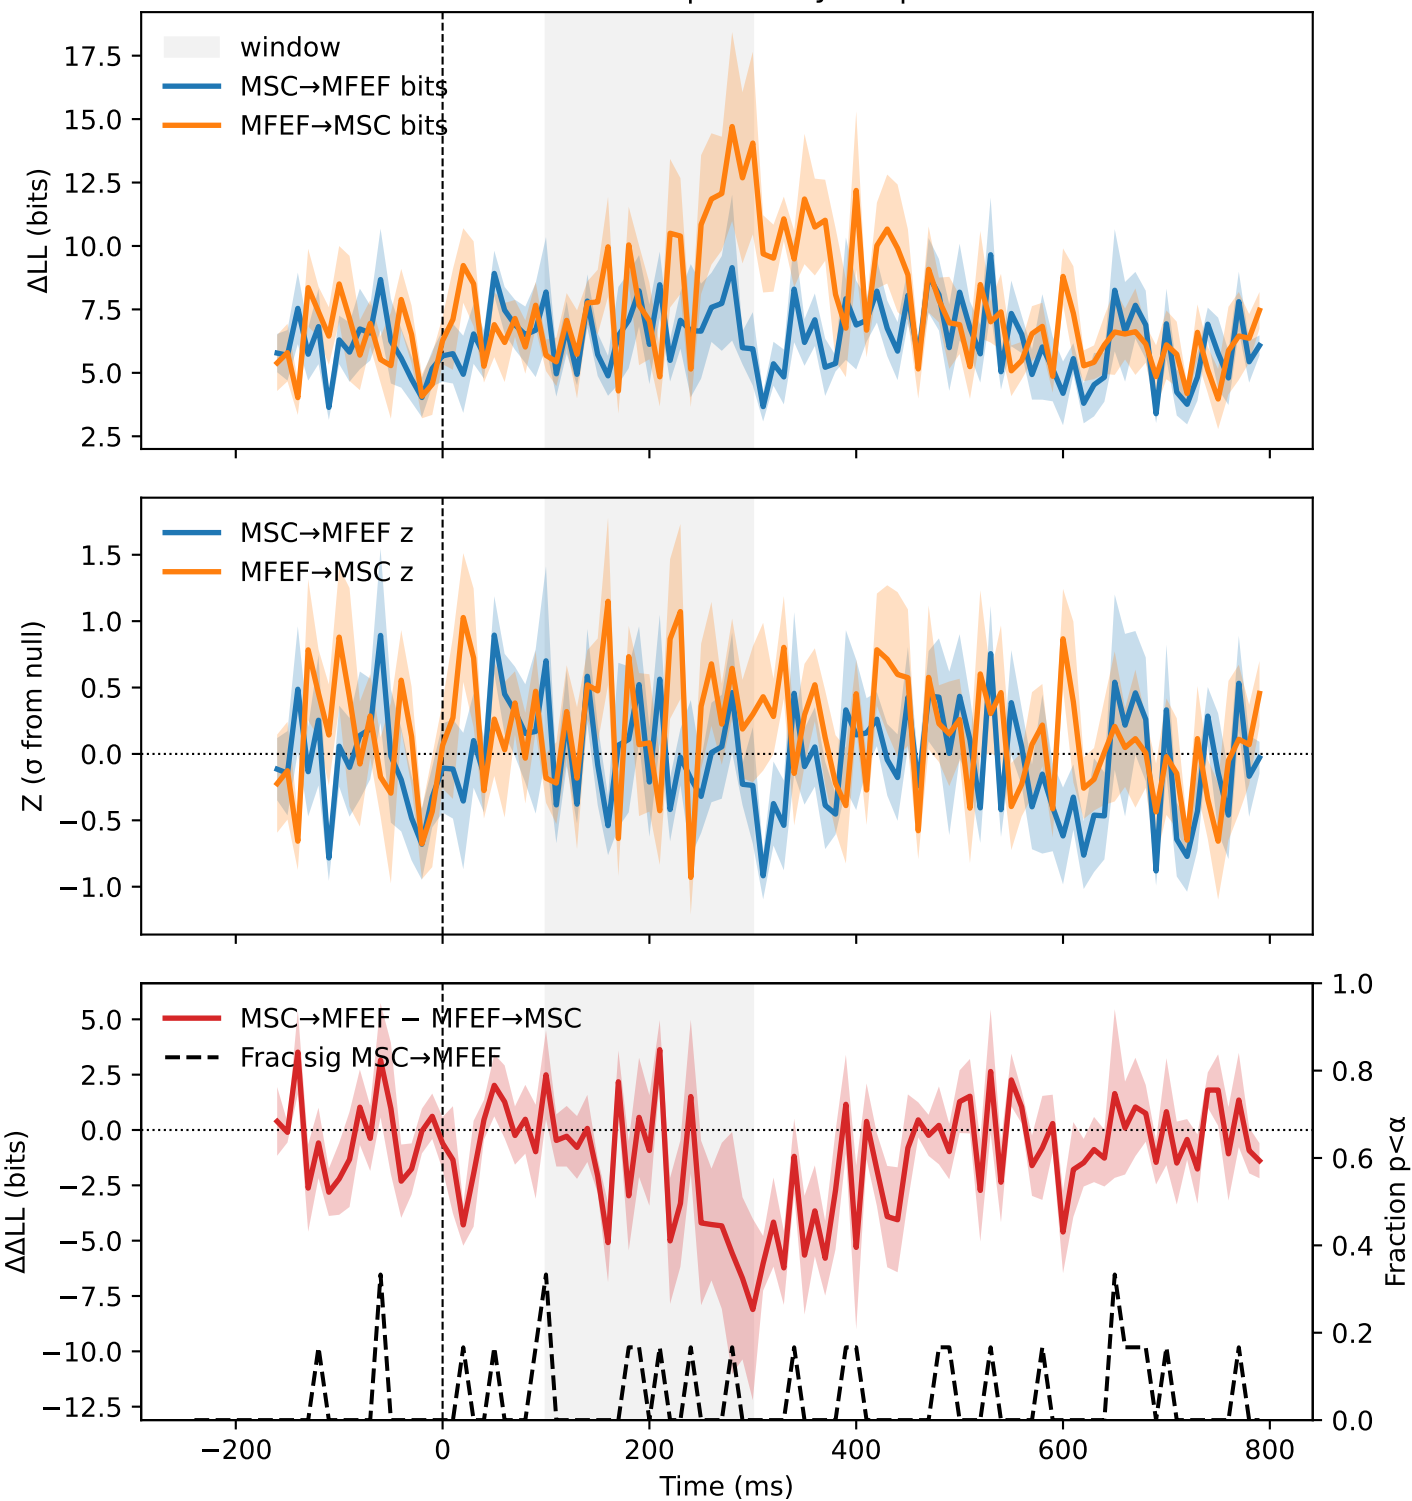 window
MSC→MFEF bits
MFEF→MSC bits
17.5
15.0
12.5
10.0
7.5
5.0
2.5
ΔLL (bits)
MSC→MFEF z
MFEF→MSC z
1.5
1.0
0.5
0.0
−0.5
−1.0
Z (σ from null)
MSC→MFEF − MFEF→MSC
Frac sig MSC→MFEF
5.0
2.5
0.0
−2.5
−5.0
−7.5
−10.0
−12.5
ΔΔLL (bits)
1.0
0.8
0.6
0.4
0.2
0.0
Fraction p<α
−200
0
200
400
600
800
Time (ms)